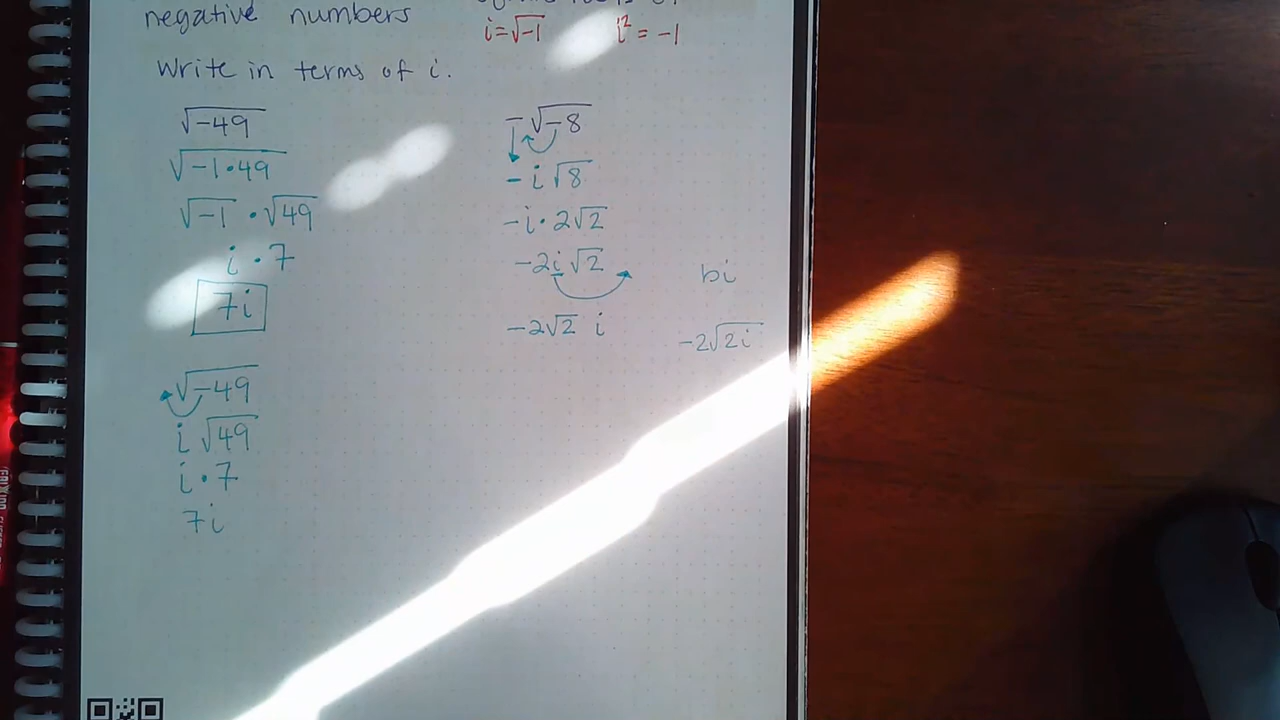 negative numbers
i=√-1 i² = -1
Write in terms of i.
√-49
√-1•49
√-1 • √49
i • 7
7i
√-49
i √49
i • 7
7i
-√-8
-i √8
-i • 2√2
-2i√2
-2√2 i
bi
-2√2i